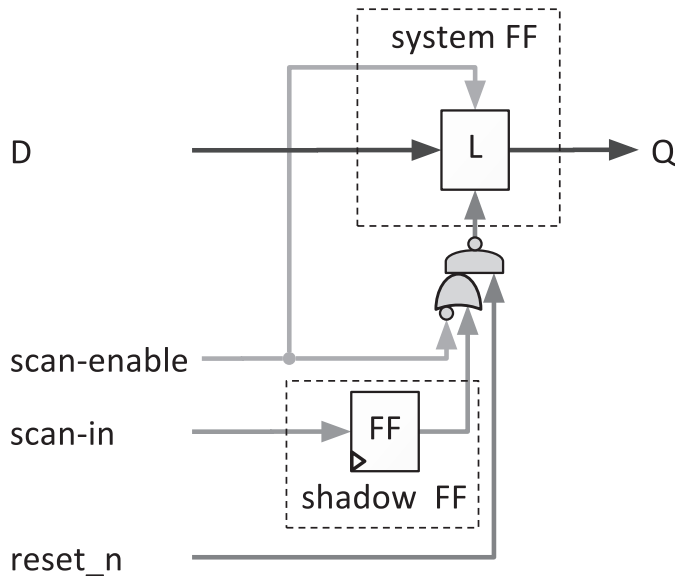 system FF
L
D
Q
scan-enable
scan-in
FF
shadow FF
reset_n